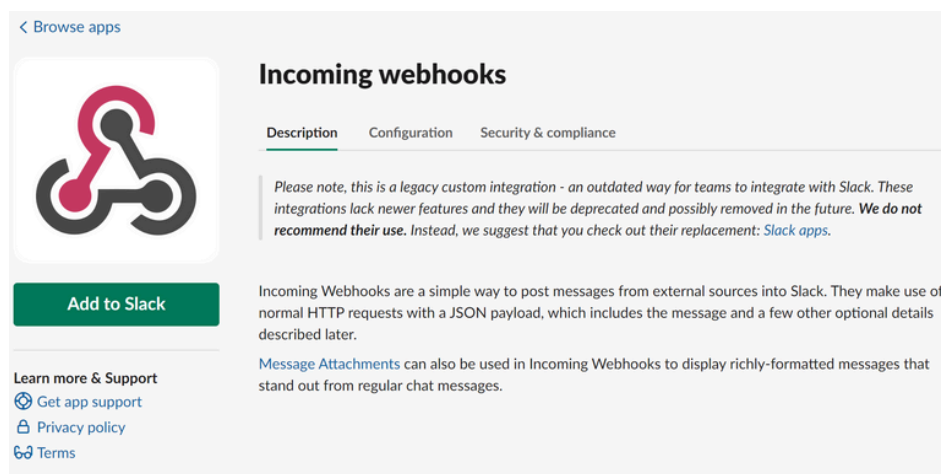 Browse apps
Incoming webhooks
Description Configuration Security & compliance
Please note, this is a legacy custom integration - an outdated way for teams to integrate with Slack. These
integrations lack newer features and they will be deprecated and possibly removed in the future. We do not
recommend their use. Instead, we suggest that you check out their replacement: Slack apps.
Add to Slack
Incoming Webhooks are a simple way to post messages from external sources into Slack. They make use of
normal HTTP requests with a JSON payload, which includes the message and a few other optional details
described later.
Message Attachments can also be used in Incoming Webhooks to display richly-formatted messages that
stand out from regular chat messages.
Learn more & Support
Get app support
Privacy policy
Terms